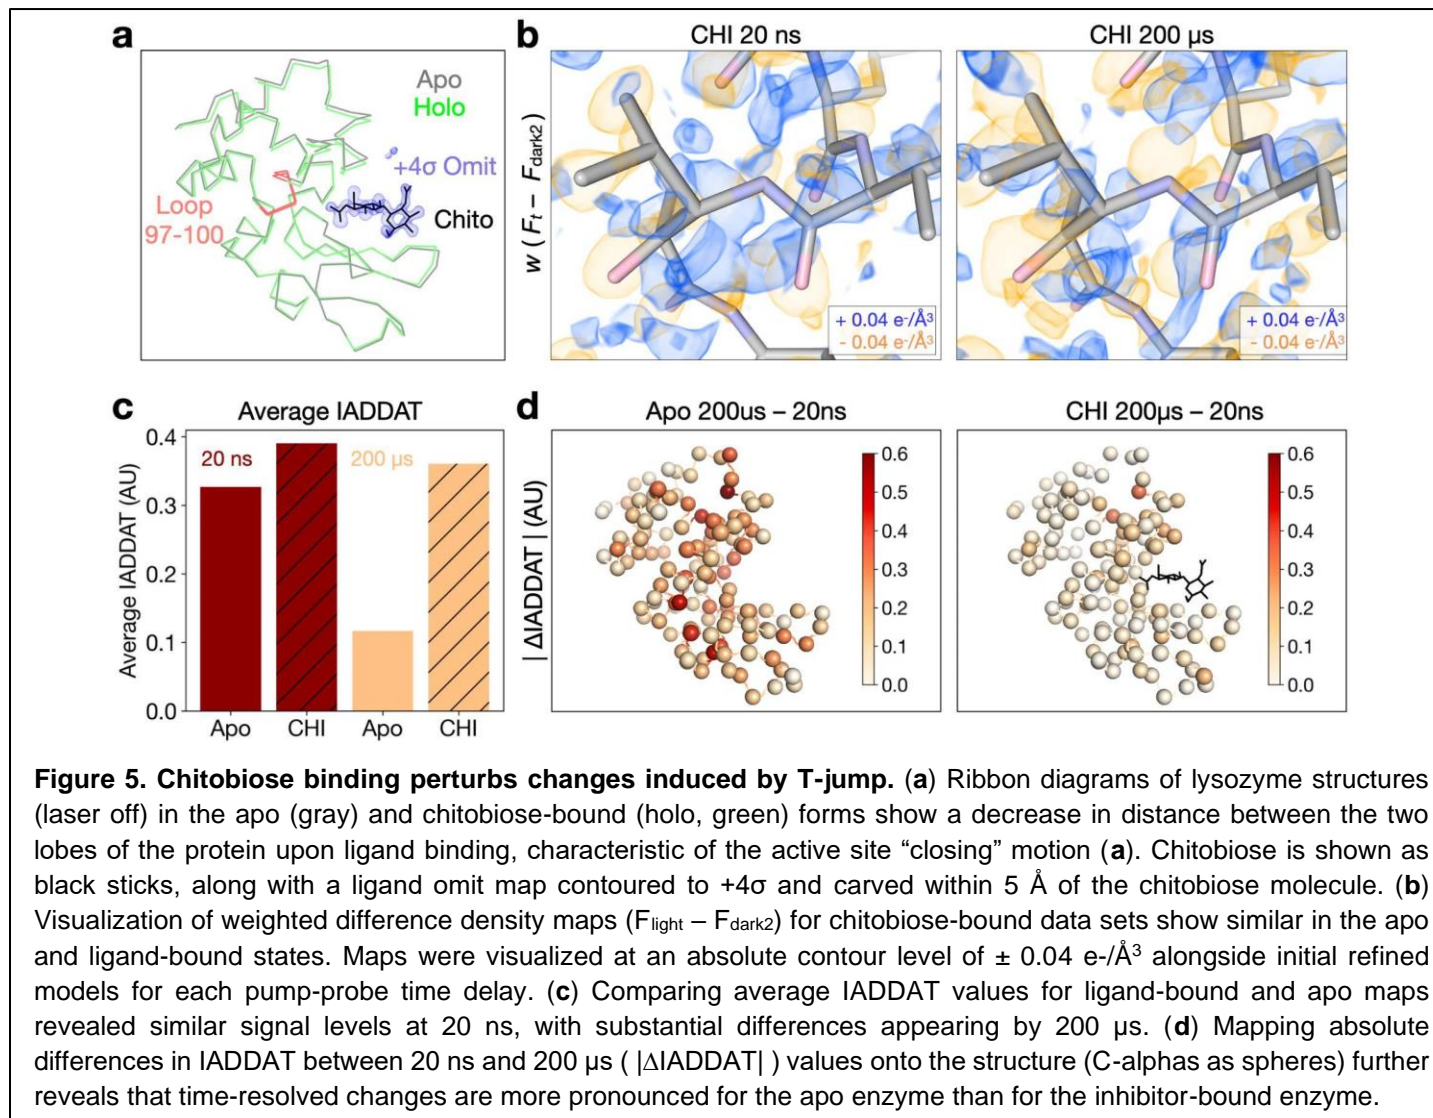 a
Apo
Holo
+4σ Omit
Loop
97-100
Chito
b
CHI 20 ns
CHI 200 µs
w ( Ft – Fdark2)
+ 0.04 e-/Å³
- 0.04 e-/Å³
+ 0.04 e-/Å³
- 0.04 e-/Å³
c
Average IADDAT
Average IADDAT (AU)
0.4
0.3
0.2
0.1
0.0
20 ns
200 µs
Apo
CHI
Apo
CHI
d
Apo 200us – 20ns
CHI 200µs – 20ns
| ΔIADDAT | (AU)
0.6
0.5
0.4
0.3
0.2
0.1
0.0
0.6
0.5
0.4
0.3
0.2
0.1
0.0
Figure 5. Chitobiose binding perturbs changes induced by T-jump. (a) Ribbon diagrams of lysozyme structures
(laser off) in the apo (gray) and chitobiose-bound (holo, green) forms show a decrease in distance between the two
lobes of the protein upon ligand binding, characteristic of the active site “closing” motion (a). Chitobiose is shown as
black sticks, along with a ligand omit map contoured to +4σ and carved within 5 Å of the chitobiose molecule. (b)
Visualization of weighted difference density maps (Flight – Fdark2) for chitobiose-bound data sets show similar in the apo
and ligand-bound states. Maps were visualized at an absolute contour level of ± 0.04 e-/Å³ alongside initial refined
models for each pump-probe time delay. (c) Comparing average IADDAT values for ligand-bound and apo maps
revealed similar signal levels at 20 ns, with substantial differences appearing by 200 µs. (d) Mapping absolute
differences in IADDAT between 20 ns and 200 µs ( |ΔIADDAT| ) values onto the structure (C-alphas as spheres) further
reveals that time-resolved changes are more pronounced for the apo enzyme than for the inhibitor-bound enzyme.